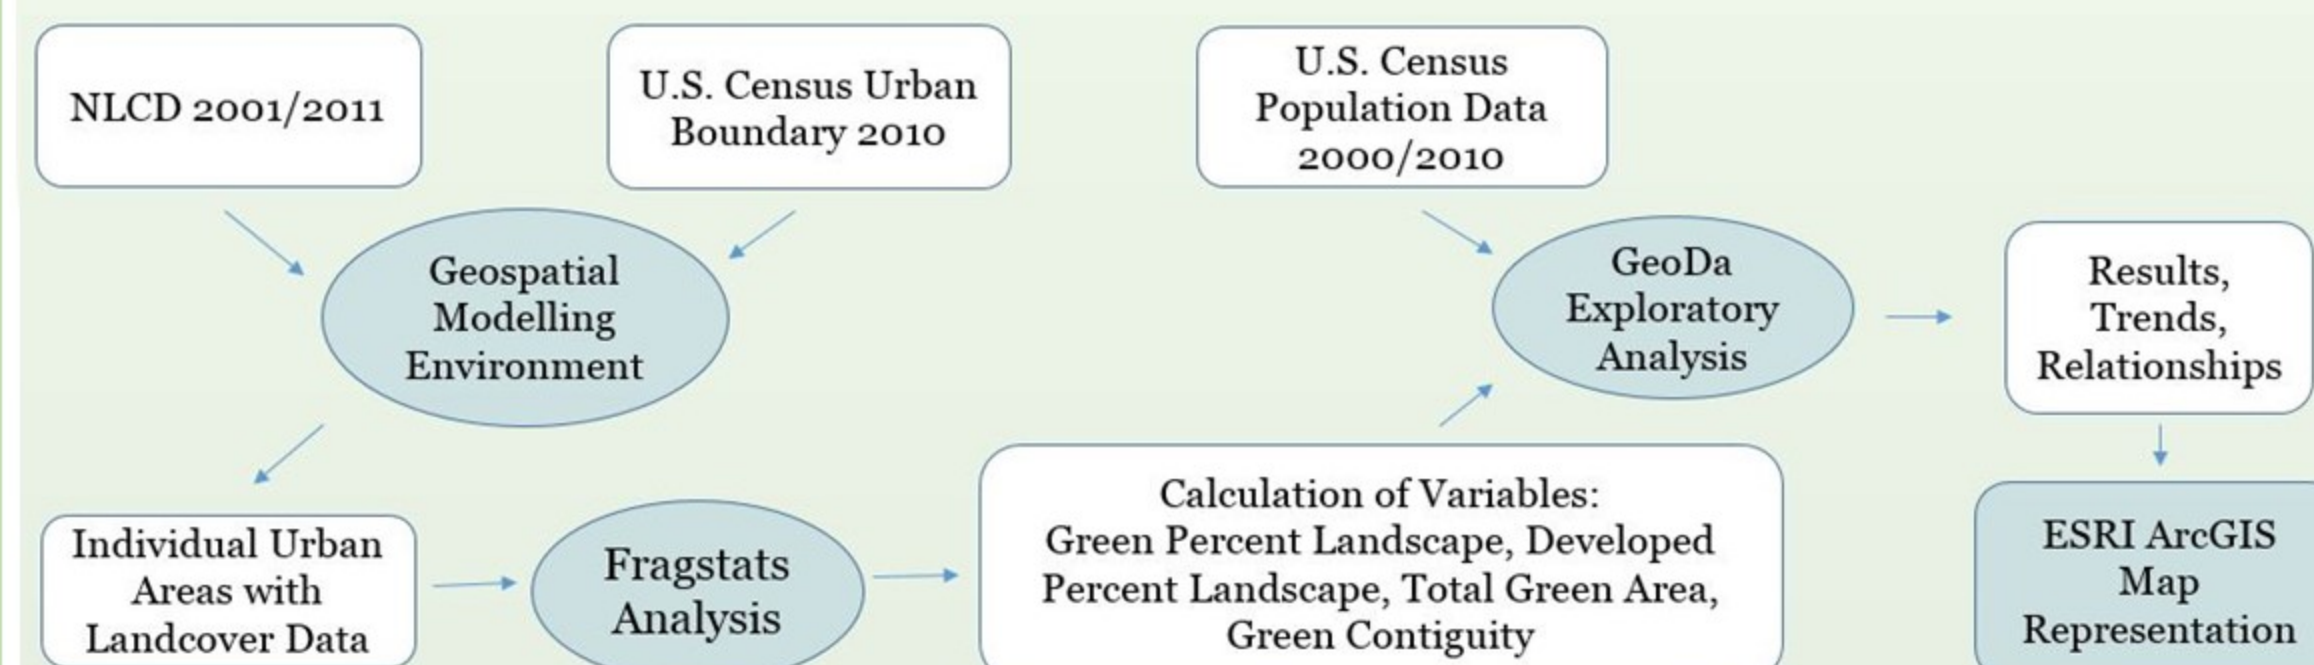 NLCD 2001/2011
U.S. Census Urban
Boundary 2010
U.S. Census
Population Data
2000/2010
Geospatial
Modelling
Environment
GeoDa
Exploratory
Analysis
Results,
Trends,
Relationships
Individual Urban
Areas with
Landcover Data
Fragstats
Analysis
Calculation of Variables:
Green Percent Landscape, Developed
Percent Landscape, Total Green Area,
Green Contiguity
ESRI ArcGIS
Map
Representation